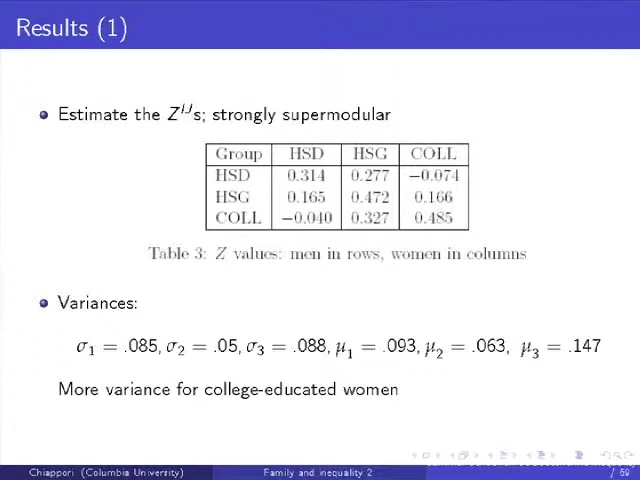 Results (1)
Estimate the Z^{IJ}s; strongly supermodular
Group HSD HSG COLL
HSD 0.314 0.277 −0.074
HSG 0.165 0.472 0.166
COLL −0.040 0.327 0.485
Table 3: Z values: men in rows, women in columns
Variances:
σ₁ = .085, σ₂ = .05, σ₃ = .088, μ₁ = .093, μ₂ = .063, μ₃ = .147
More variance for college-educated women
Chiappori (Columbia University) Family and inequality 2 / 69